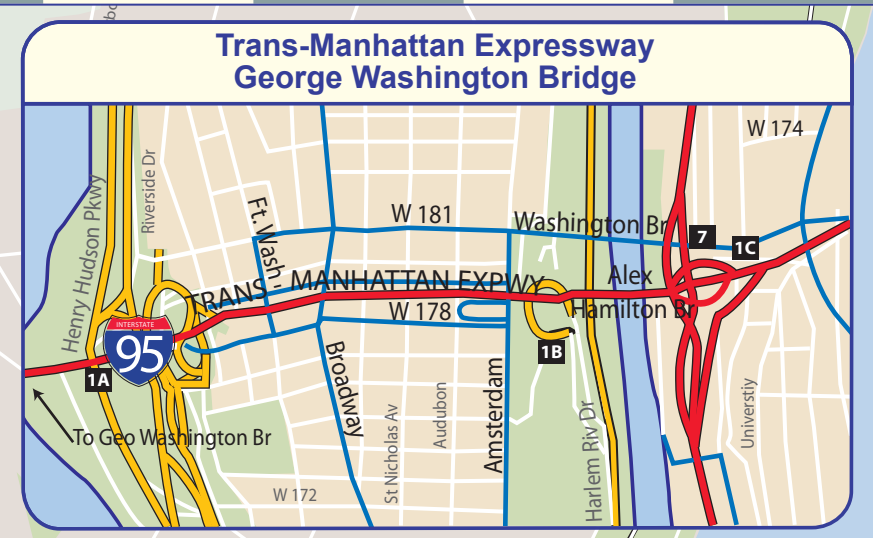 Trans-Manhattan Expressway
George Washington Bridge
W 174
Henry Hudson Pkwy
Riverside Dr
Ft. Wash'
W 181
Washington Br
7
1C
TRANS - MANHATTAN EXPWY
Alex
Hamilton Br
W 178
INTERSTATE
95
1A
1B
Broadway
St Nicholas Av
Audubon
Amsterdam
Harlem Riv Dr
Universtiy
To Geo Washington Br
W 172